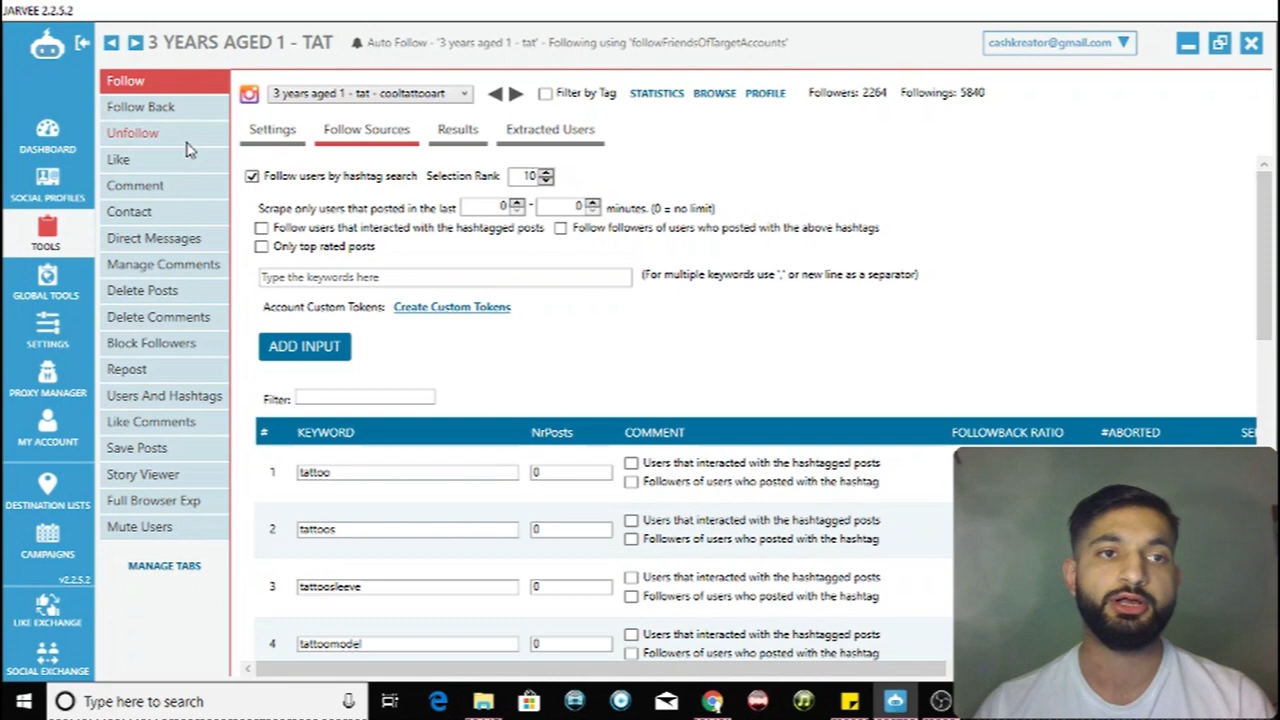 JARVEE 2.2.5.2
3 YEARS AGED 1 - TAT
Auto Follow - '3 years aged 1 - tat' - Following using 'followFriendsOfTargetAccounts'
cashkreator@gmail.com
DASHBOARD
SOCIAL PROFILES
TOOLS
GLOBAL TOOLS
SETTINGS
PROXY MANAGER
MY ACCOUNT
DESTINATION LISTS
CAMPAIGNS
v2.2.5.2
LIKE EXCHANGE
SOCIAL EXCHANGE
Follow
Follow Back
Unfollow
Like
Comment
Contact
Direct Messages
Manage Comments
Delete Posts
Delete Comments
Block Followers
Repost
Users And Hashtags
Like Comments
Save Posts
Story Viewer
Full Browser Exp
Mute Users
MANAGE TABS
3 years aged 1 - tat - cooltattooart
Filter by Tag STATISTICS BROWSE PROFILE Followers: 2264 Followings: 5840
Settings Follow Sources Results Extracted Users
Follow users by hashtag search Selection Rank 10
Scrape only users that posted in the last 0 - 0 minutes. (0 = no limit)
Follow users that interacted with the hashtagged posts Follow followers of users who posted with the above hashtags
Only top rated posts
Type the keywords here (For multiple keywords use ',' or new line as a separator)
Account Custom Tokens: Create Custom Tokens
ADD INPUT
Filter:
# KEYWORD NrPosts COMMENT FOLLOWBACK RATIO #ABORTED SE
1 tattoo 0 Users that interacted with the hashtagged posts
Followers of users who posted with the hashtag
2 tattoos 0 Users that interacted with the hashtagged posts
Followers of users who posted with the hashtag
3 tattoosleeve 0 Users that interacted with the hashtagged posts
Followers of users who posted with the hashtag
4 tattoomodel 0 Users that interacted with the hashtagged posts
Followers of users who posted with the hashtag
Type here to search